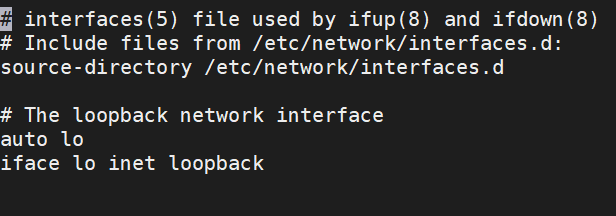 # interfaces(5) file used by ifup(8) and ifdown(8)
# Include files from /etc/network/interfaces.d:
source-directory /etc/network/interfaces.d
# The loopback network interface
auto lo
iface lo inet loopback